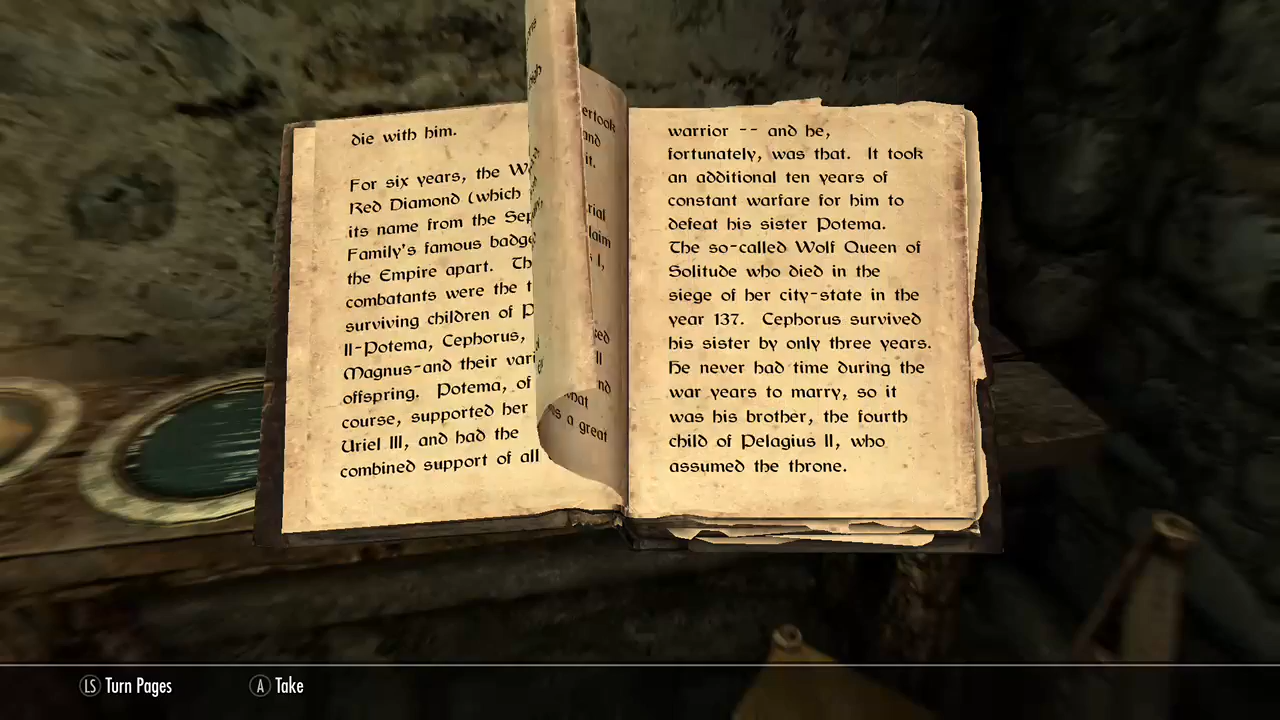 die with him.
For six years, the
Red Diamond (which
its name from the
Family's famous
the Empire apart.
combatants were the
surviving children of
II-Potema, Cephorus,
Magnus-and their
offspring. Potema, of
course, supported her
Uriel III, and had the
combined support of all
and
it.
I,
and
what
as a great
warrior -- and he,
fortunately, was that. It took
an additional ten years of
constant warfare for him to
defeat his sister Potema.
The so-called Wolf Queen of
Solitude who died in the
siege of her city-state in the
year 137. Cephorus survived
his sister by only three years.
He never had time during the
war years to marry, so it
was his brother, the fourth
child of Pelagius II, who
assumed the throne.
LS Turn Pages
A Take